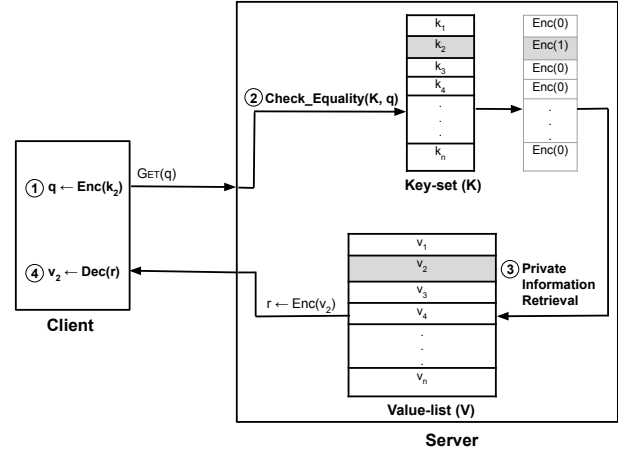 k1
k2
k3
k4
.
.
.
kn
Key-set (K)
Enc(0)
Enc(1)
Enc(0)
Enc(0)
.
.
.
Enc(0)
② Check_Equality(K, q)
① q ← Enc(k2)
GET(q)
④ v2 ← Dec(r)
Client
r ← Enc(v2)
v1
v2
v3
v4
.
.
.
vn
Value-list (V)
③ Private
Information
Retrieval
Server